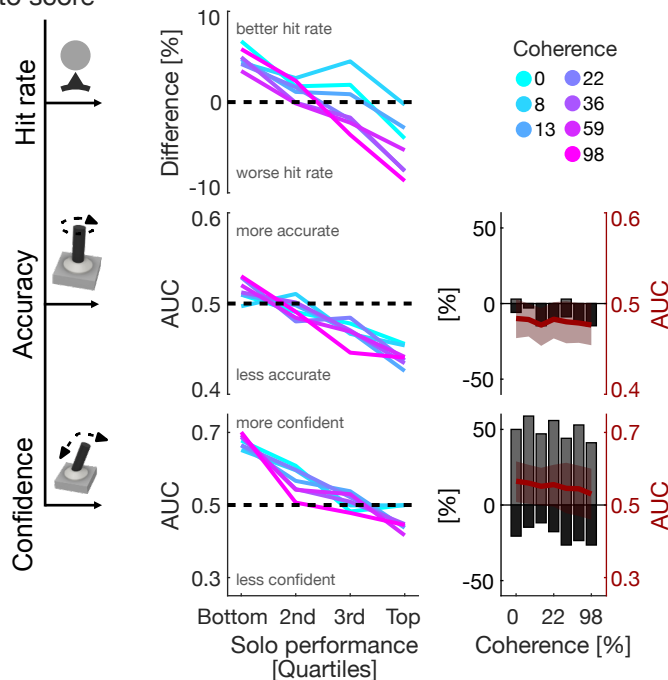 to score
Hit rate
Difference [%]
10
0
-10
better hit rate
worse hit rate
Coherence
0
8
13
22
36
59
98
Accuracy
AUC
0.6
0.5
0.4
more accurate
less accurate
[%]
50
0
-50
0.6
0.5
0.4
AUC
Confidence
AUC
0.7
0.5
0.3
more confident
less confident
Bottom 2nd 3rd Top
Solo performance
[Quartiles]
[%]
50
0
-50
0.7
0.5
0.3
AUC
0 22 98
Coherence [%]